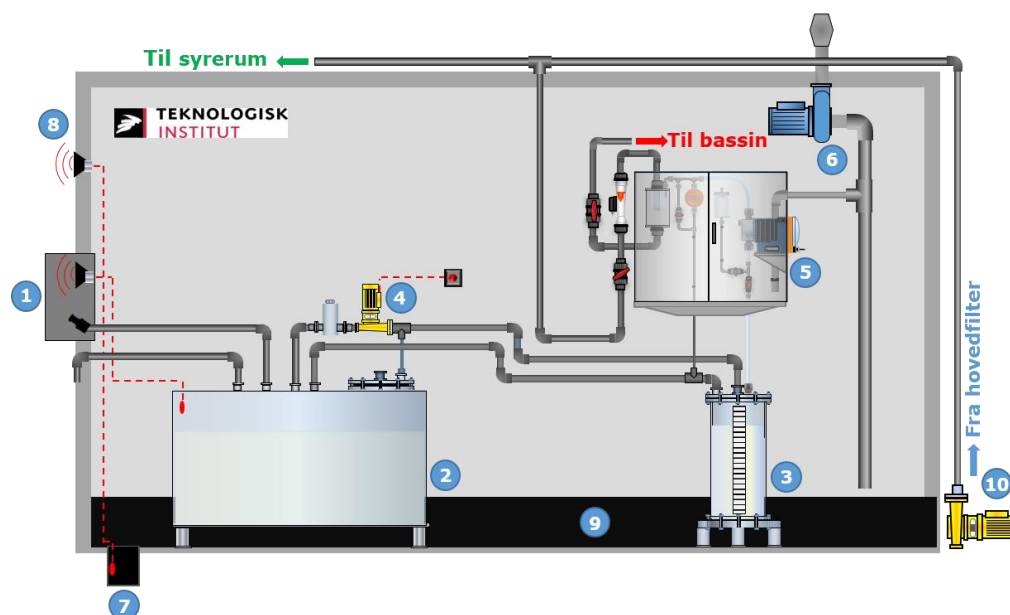 Til syrerum
TEKNOLOGISK
INSTITUT
8
6
Til bassin
1
4
5
Fra hovedfilter
2
3
10
9
7